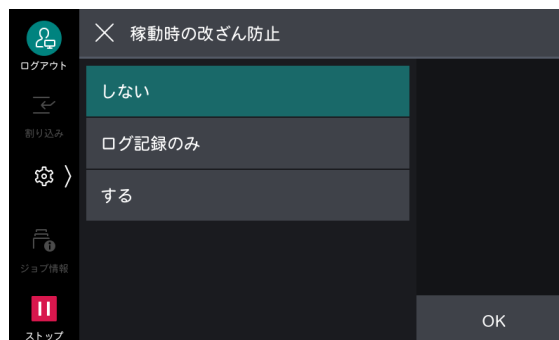 ログアウト
稼動時の改ざん防止
しない
割り込み
ログ記録のみ
する
ジョブ情報
ストップ
OK